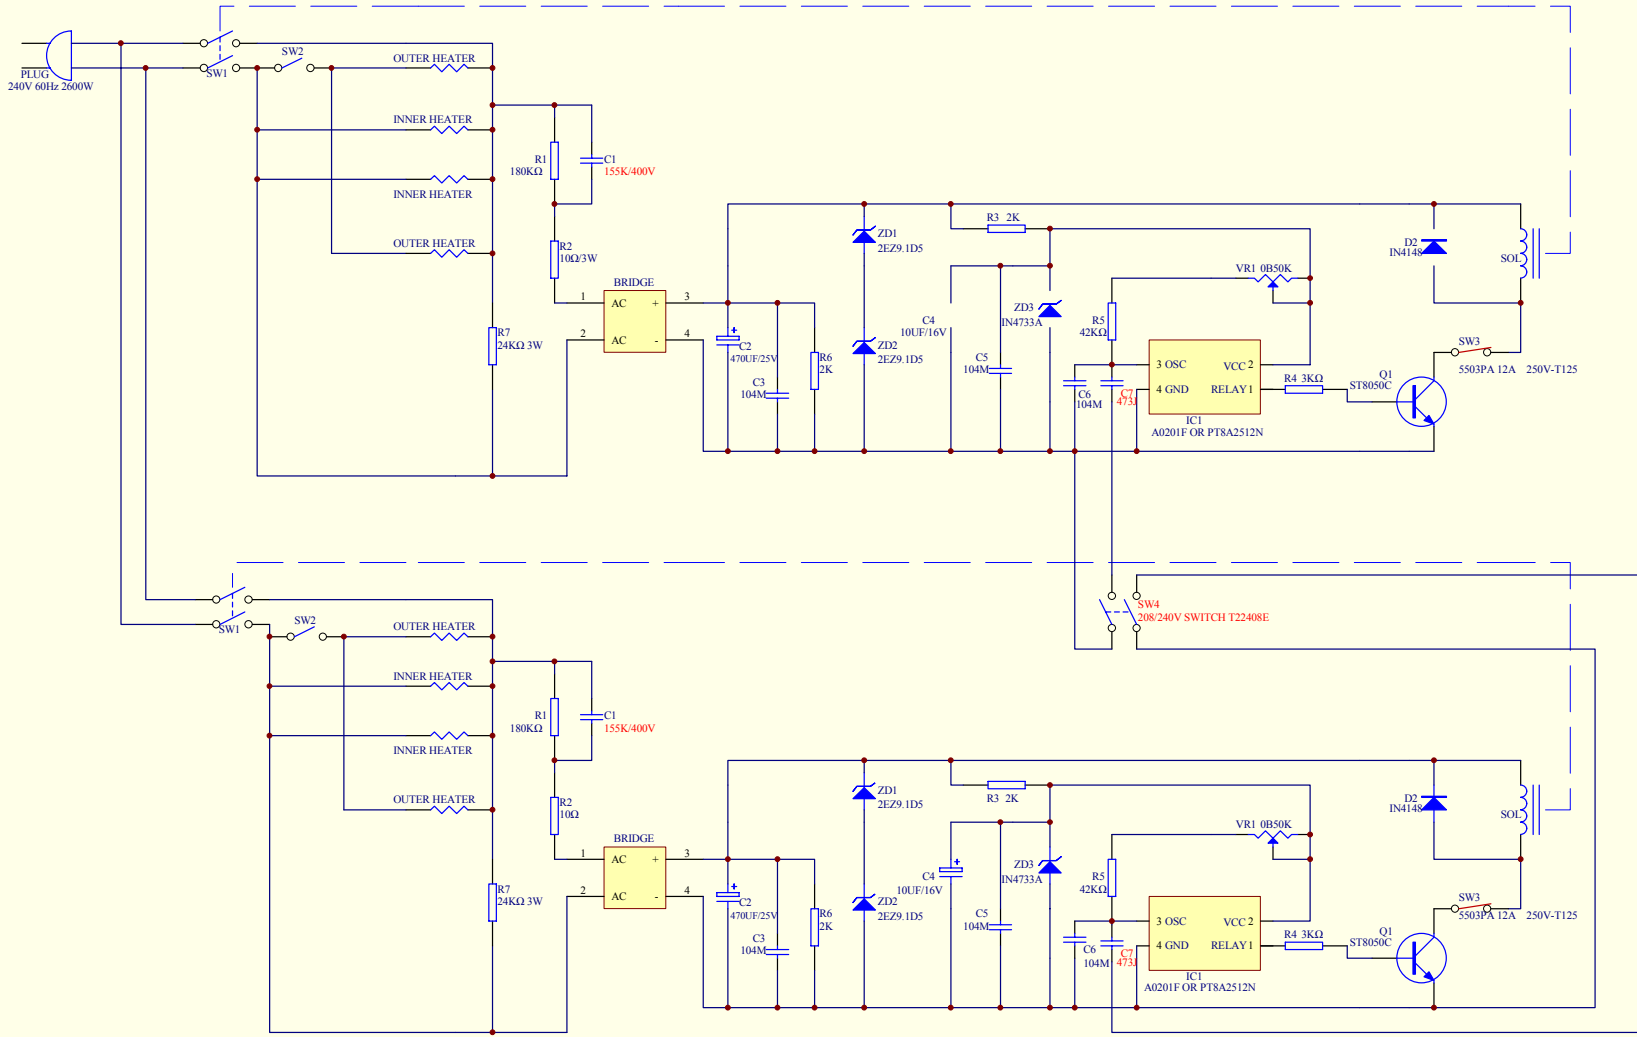 PLUG
240V 60Hz 2600W
SW1
SW2
OUTER HEATER
INNER HEATER
INNER HEATER
OUTER HEATER
R1
180KΩ
C1
155K/400V
R2
10Ω/3W
R7
24KΩ 3W
BRIDGE
1 AC + 3
2 AC - 4
C2
470UF/25V
C3
104M
R6
2K
ZD1
2EZ9.1D5
ZD2
2EZ9.1D5
R3 2K
C4
10UF/16V
C5
104M
ZD3
IN4733A
VR1 0B50K
R5
42KΩ
C6
104M
C7
473J
3 OSC VCC 2
4 GND RELAY 1
IC1
A0201F OR PT8A2512N
R4 3KΩ
Q1
ST8050C
D2
IN4148
SOL
SW3
5503PA 12A 250V-T125
SW4
208/240V SWITCH T22408E
SW1
SW2
OUTER HEATER
INNER HEATER
INNER HEATER
OUTER HEATER
R1
180KΩ
C1
155K/400V
R2
10Ω
R7
24KΩ 3W
BRIDGE
1 AC + 3
2 AC - 4
C2
470UF/25V
C3
104M
R6
2K
ZD1
2EZ9.1D5
ZD2
2EZ9.1D5
R3 2K
C4
10UF/16V
C5
104M
ZD3
IN4733A
VR1 0B50K
R5
42KΩ
C6
104M
C7
473J
3 OSC VCC 2
4 GND RELAY 1
IC1
A0201F OR PT8A2512N
R4 3KΩ
Q1
ST8050C
D2
IN4148
SOL
SW3
5503PA 12A 250V-T125